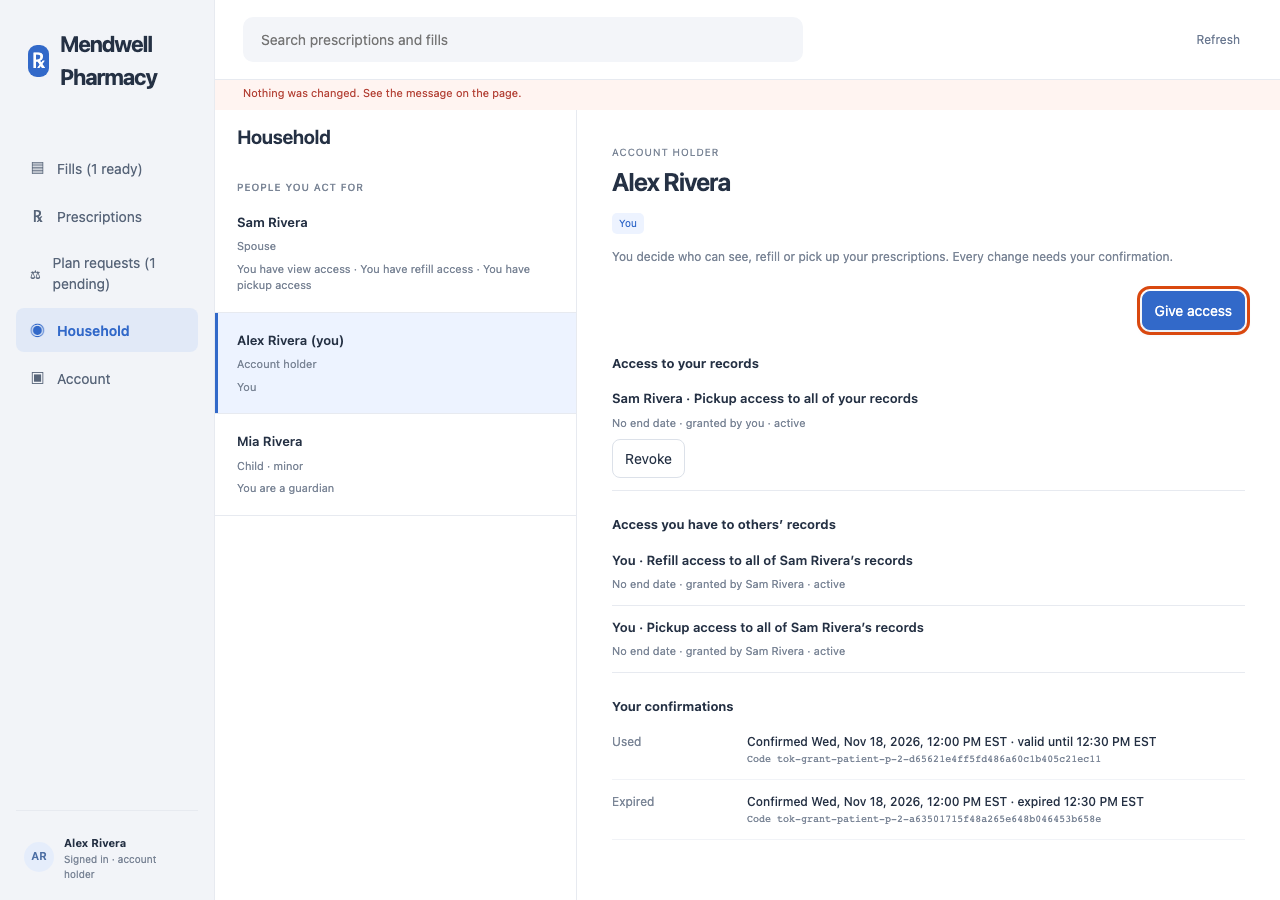 Mendwell
Pharmacy
Search prescriptions and fills
Refresh
Nothing was changed. See the message on the page.
Fills (1 ready)
Prescriptions
Plan requests (1
pending)
Household
Account
Household
PEOPLE YOU ACT FOR
Sam Rivera
Spouse
You have view access · You have refill access · You have
pickup access
Alex Rivera (you)
Account holder
You
Mia Rivera
Child · minor
You are a guardian
ACCOUNT HOLDER
Alex Rivera
You
You decide who can see, refill or pick up your prescriptions. Every change needs your confirmation.
Give access
Access to your records
Sam Rivera · Pickup access to all of your records
No end date · granted by you · active
Revoke
Access you have to others’ records
You · Refill access to all of Sam Rivera’s records
No end date · granted by Sam Rivera · active
You · Pickup access to all of Sam Rivera’s records
No end date · granted by Sam Rivera · active
Your confirmations
Used
Confirmed Wed, Nov 18, 2026, 12:00 PM EST · valid until 12:30 PM EST
Code tok-grant-patient-p-2-d65621e4ff5fd486a60c1b405c21ec11
Expired
Confirmed Wed, Nov 18, 2026, 12:00 PM EST · expired 12:30 PM EST
Code tok-grant-patient-p-2-a63501715f48a265e648b046453b658e
AR
Alex Rivera
Signed in · account
holder